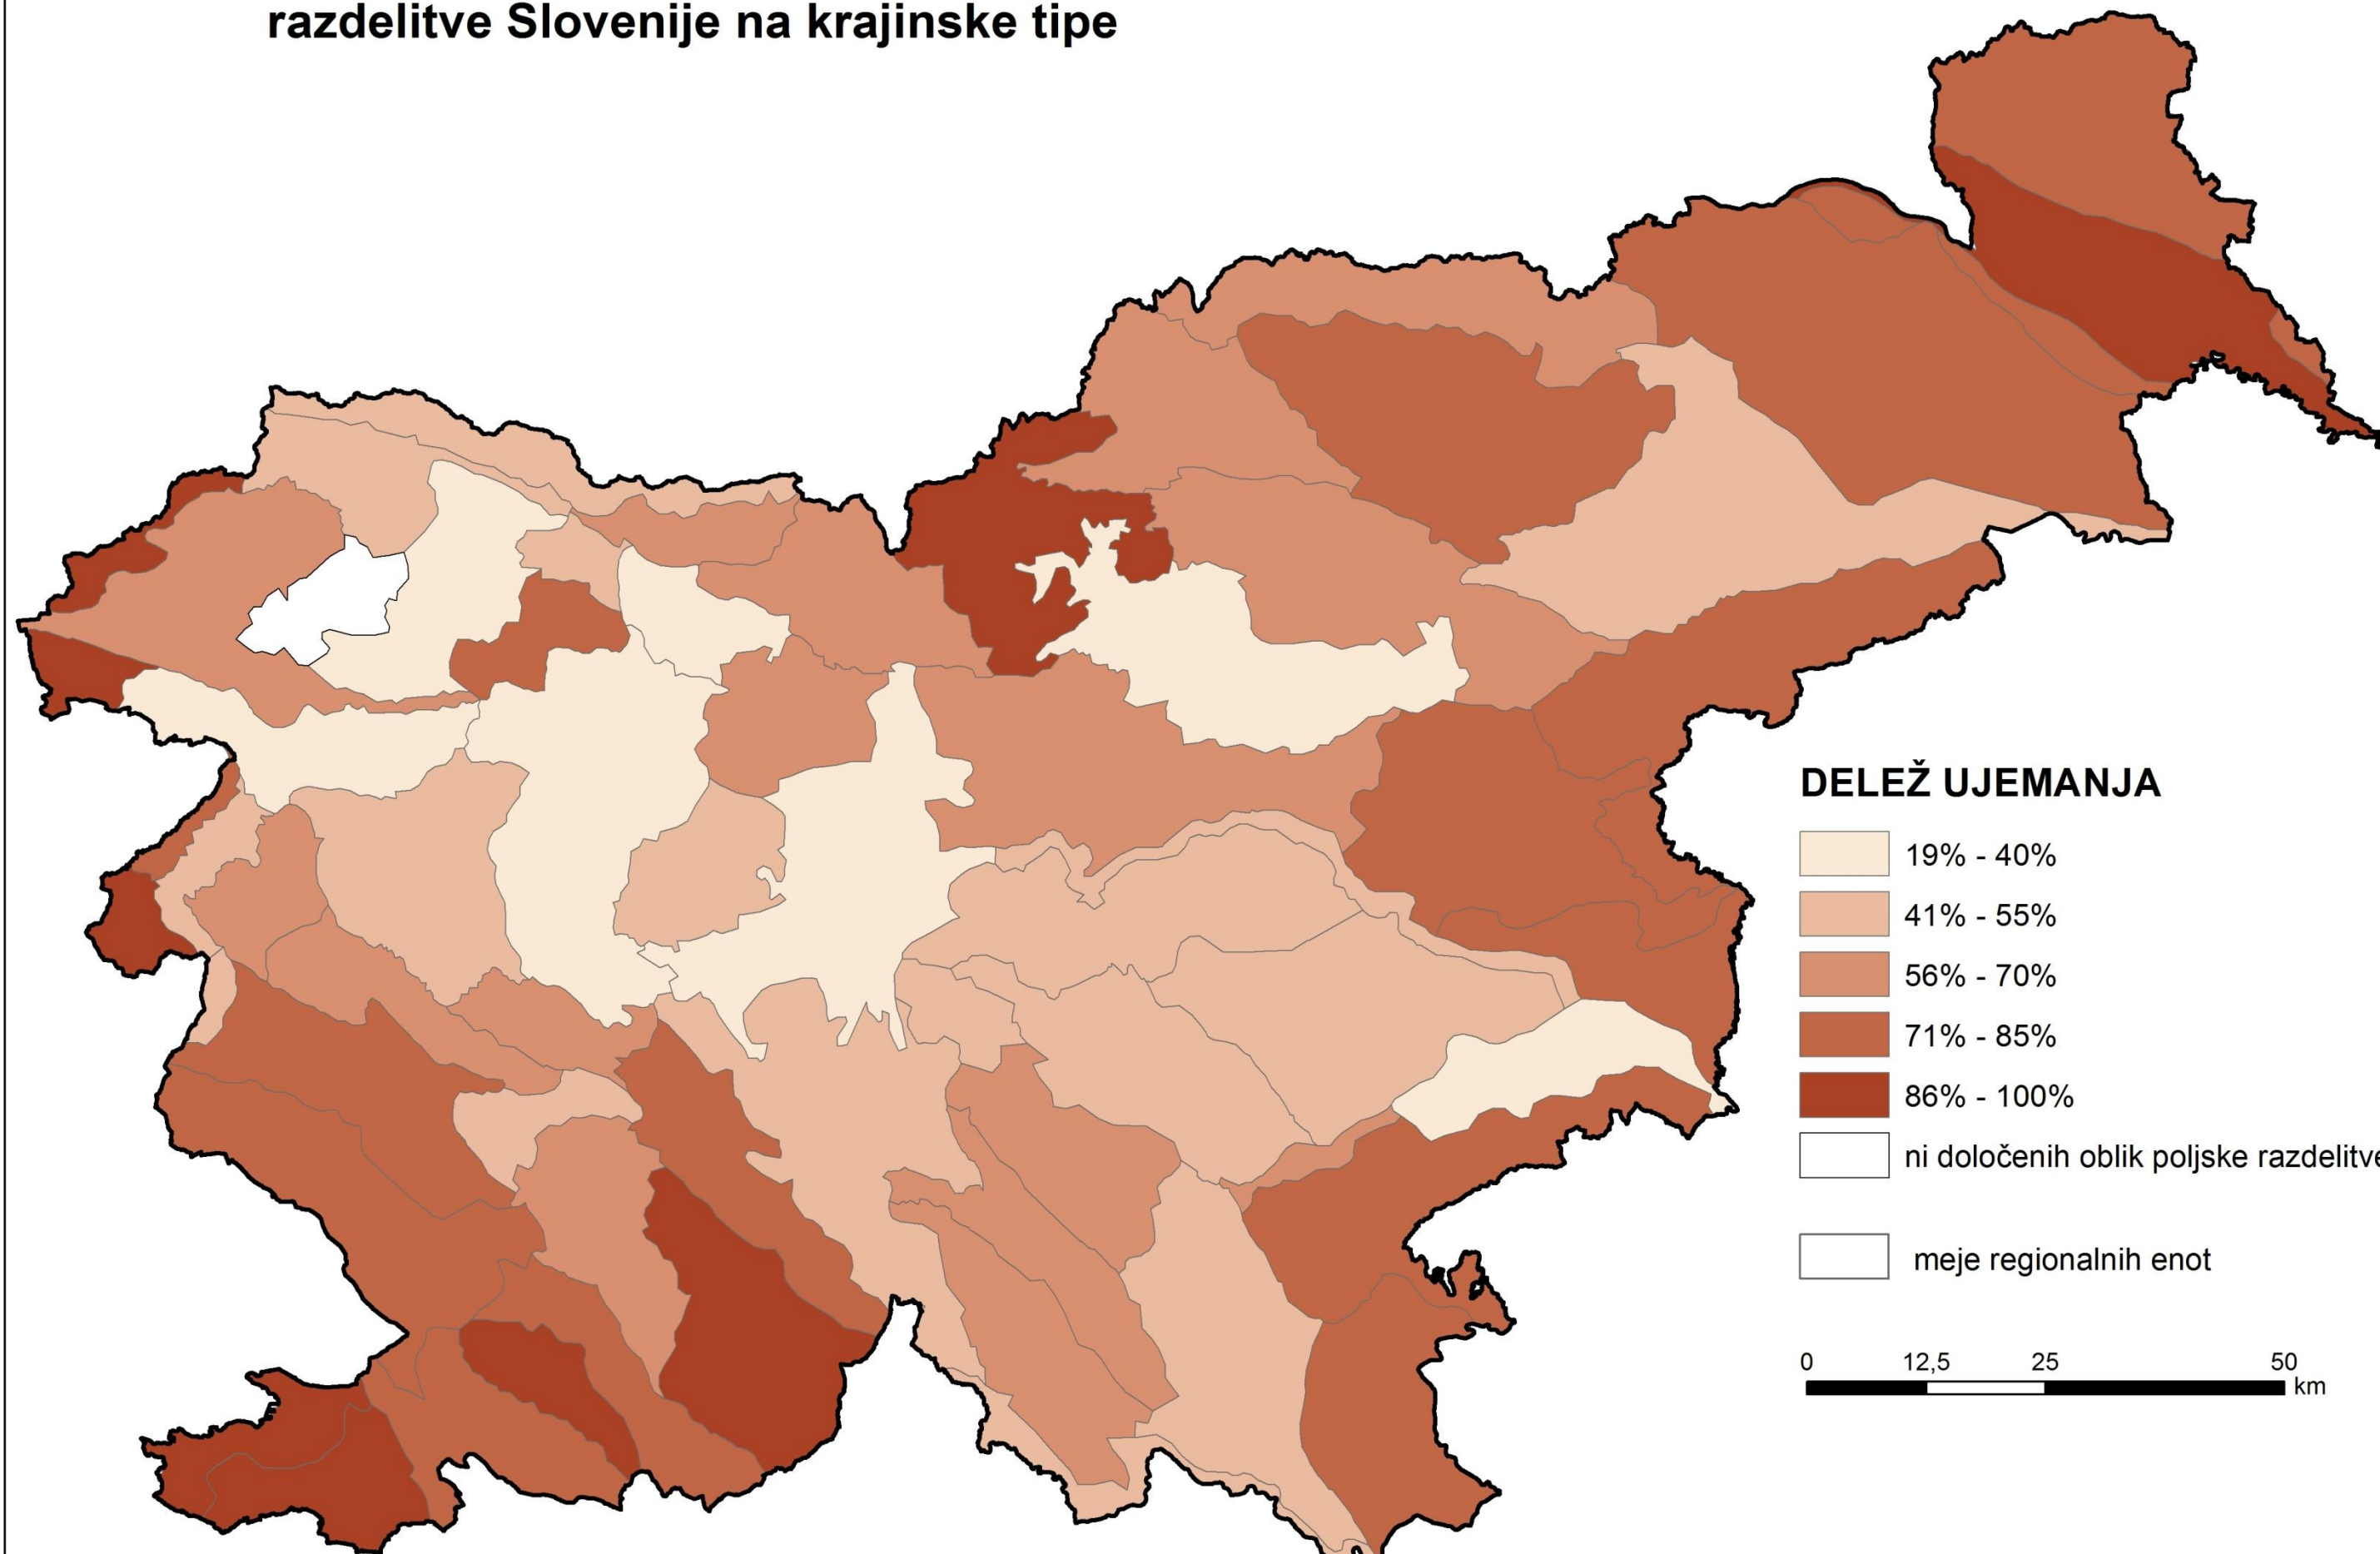 razdelitve Slovenije na krajinske tipe
DELEŽ UJEMANJA
19% - 40%
41% - 55%
56% - 70%
71% - 85%
86% - 100%
ni določenih oblik poljske razdelitve
meje regionalnih enot
0 12,5 25 50
km